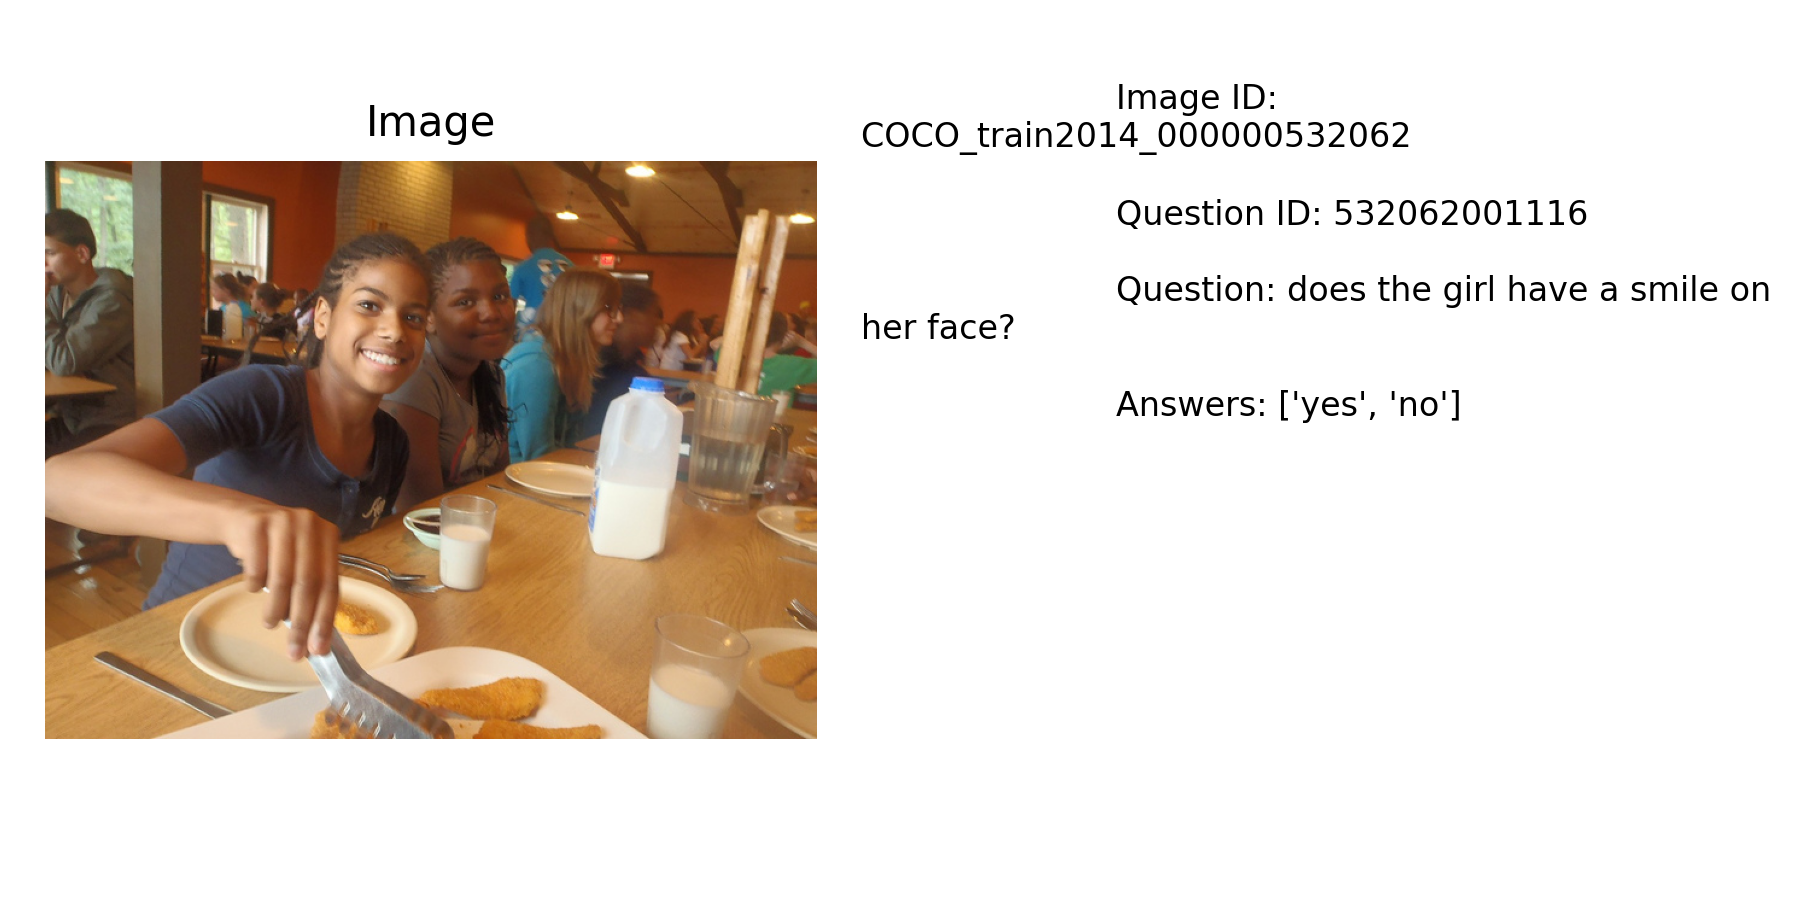 Image
Image ID:
COCO_train2014_000000532062
Question ID: 532062001116
Question: does the girl have a smile on
her face?
Answers: ['yes', 'no']